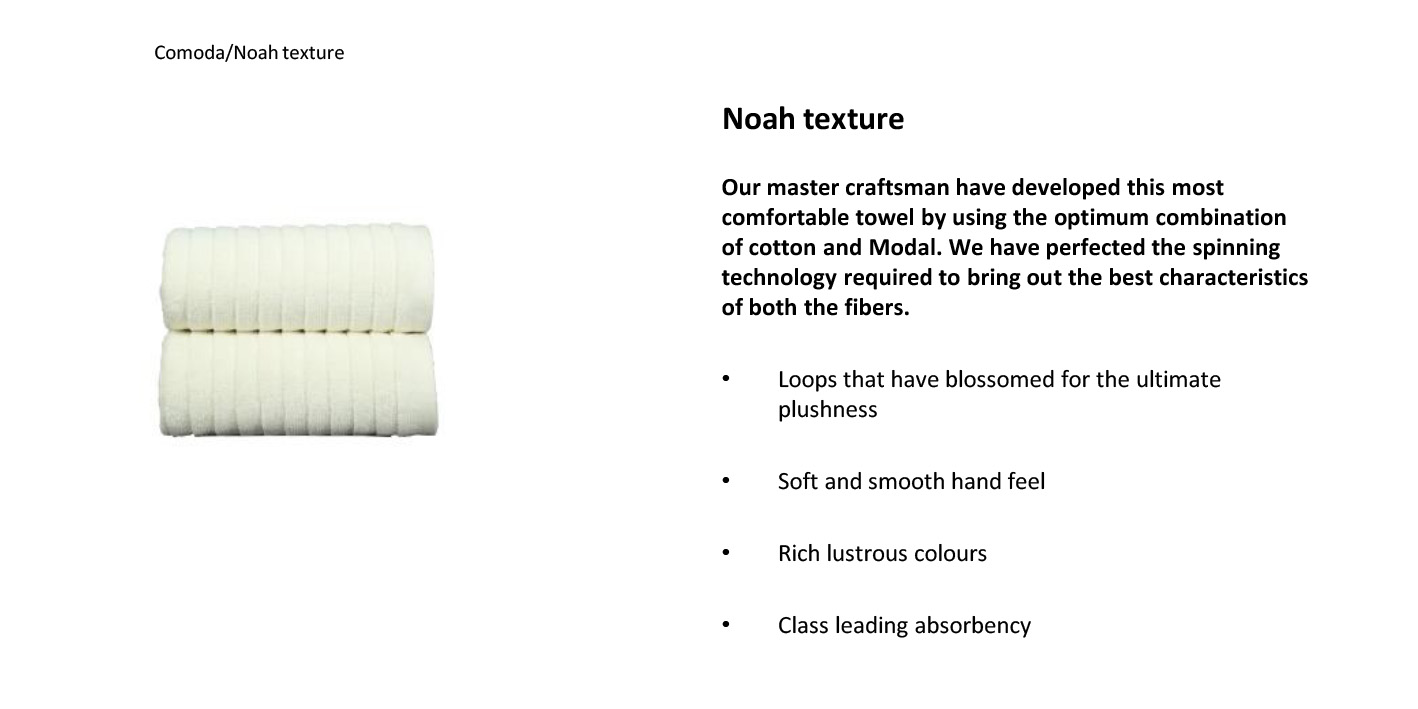 Comoda/Noah texture
Noah texture
Our master craftsman have developed this most
comfortable towel by using the optimum combination
of cotton and Modal. We have perfected the spinning
technology required to bring out the best characteristics
of both the fibers.
• Loops that have blossomed for the ultimate
plushness
• Soft and smooth hand feel
• Rich lustrous colours
• Class leading absorbency